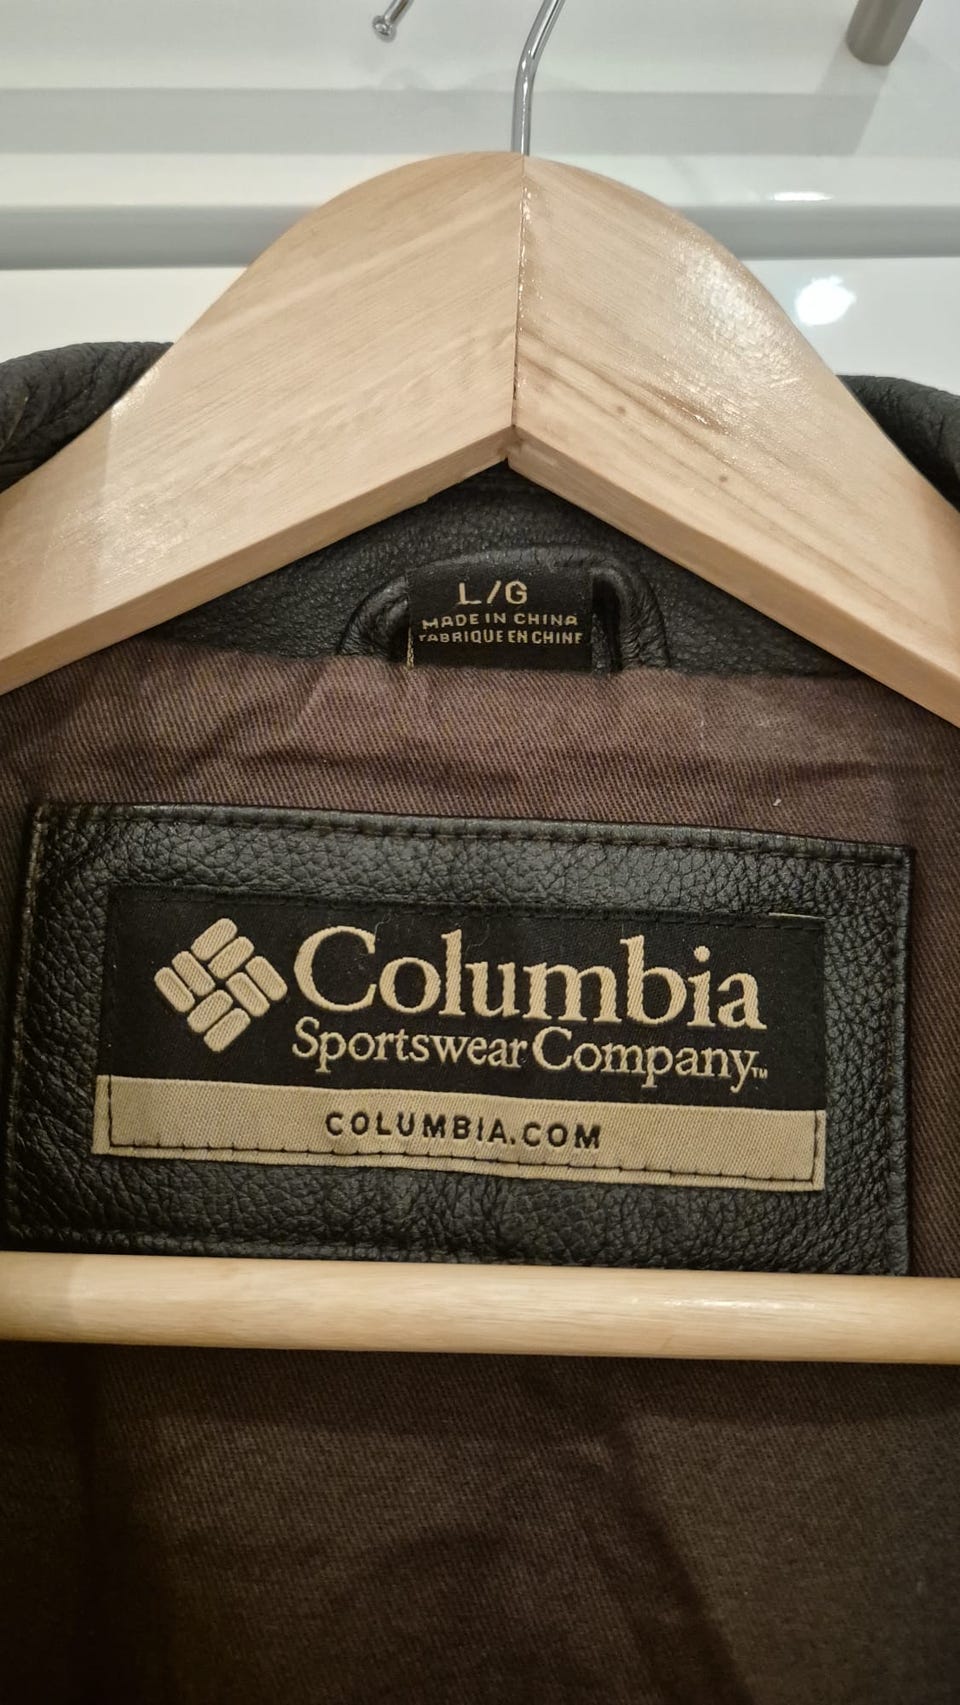 L/G
MADE IN CHINA
FABRIQUE EN CHINE
Columbia
Sportswear Company™
COLUMBIA.COM